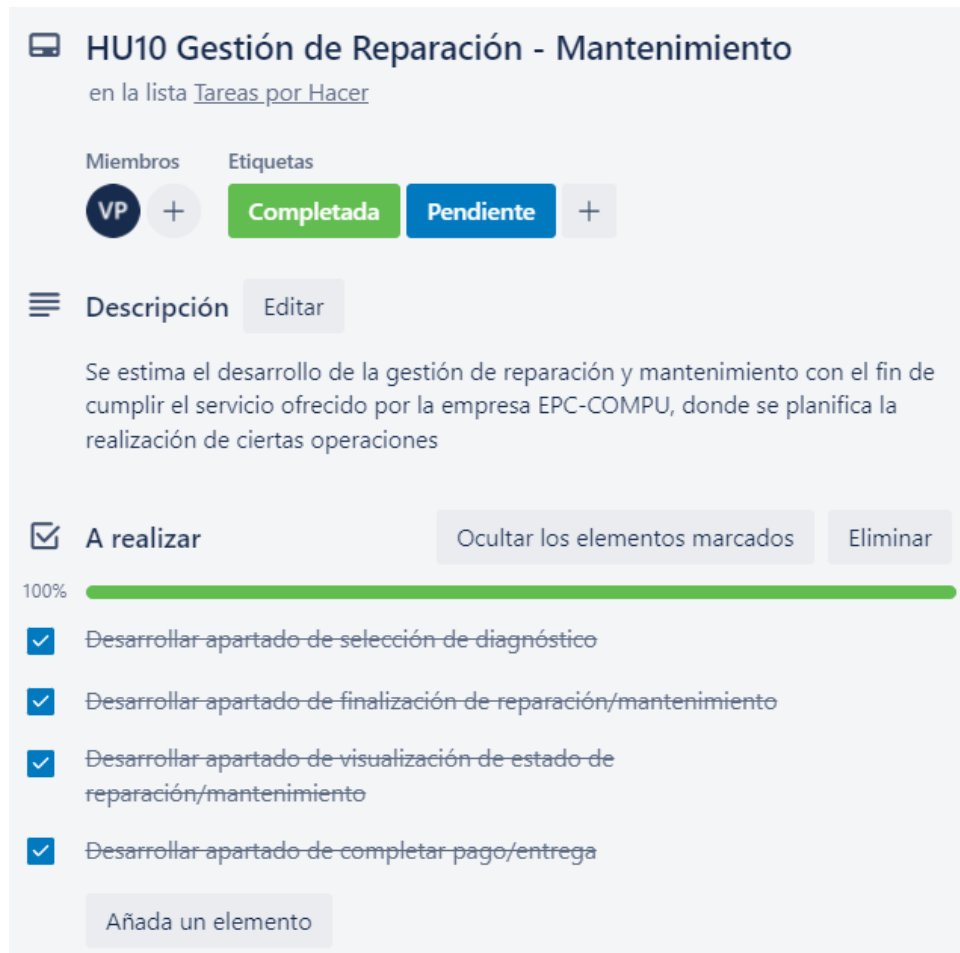 HU10 Gestión de Reparación - Mantenimiento
en la lista Tareas por Hacer
Miembros Etiquetas
VP + Completada Pendiente +
Descripción Editar
Se estima el desarrollo de la gestión de reparación y mantenimiento con el fin de
cumplir el servicio ofrecido por la empresa EPC-COMPU, donde se planifica la
realización de ciertas operaciones
A realizar Ocultar los elementos marcados Eliminar
100%
Desarrollar apartado de selección de diagnóstico
Desarrollar apartado de finalización de reparación/mantenimiento
Desarrollar apartado de visualización de estado de
reparación/mantenimiento
Desarrollar apartado de completar pago/entrega
Añada un elemento